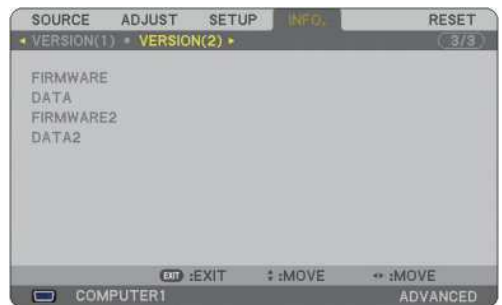 SOURCE ADJUST SETUP INFO. RESET
VERSION(1) • VERSION(2) 3/3
FIRMWARE
DATA
FIRMWARE2
DATA2
EXIT :EXIT :MOVE :MOVE
COMPUTER1 ADVANCED